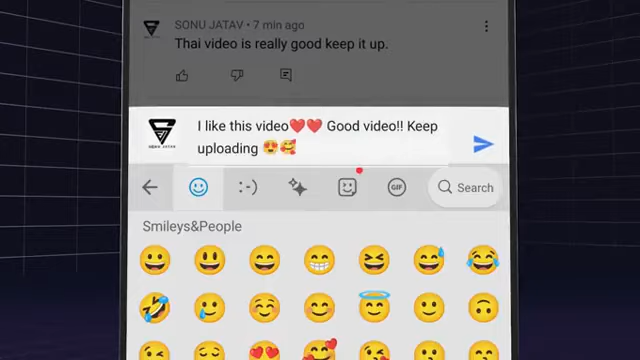 SONU JATAV • 7 min ago
Thai video is really good keep it up.
I like this video❤️❤️ Good video!! Keep
uploading 😍🥰
:-)
GIF
Search
Smileys&People